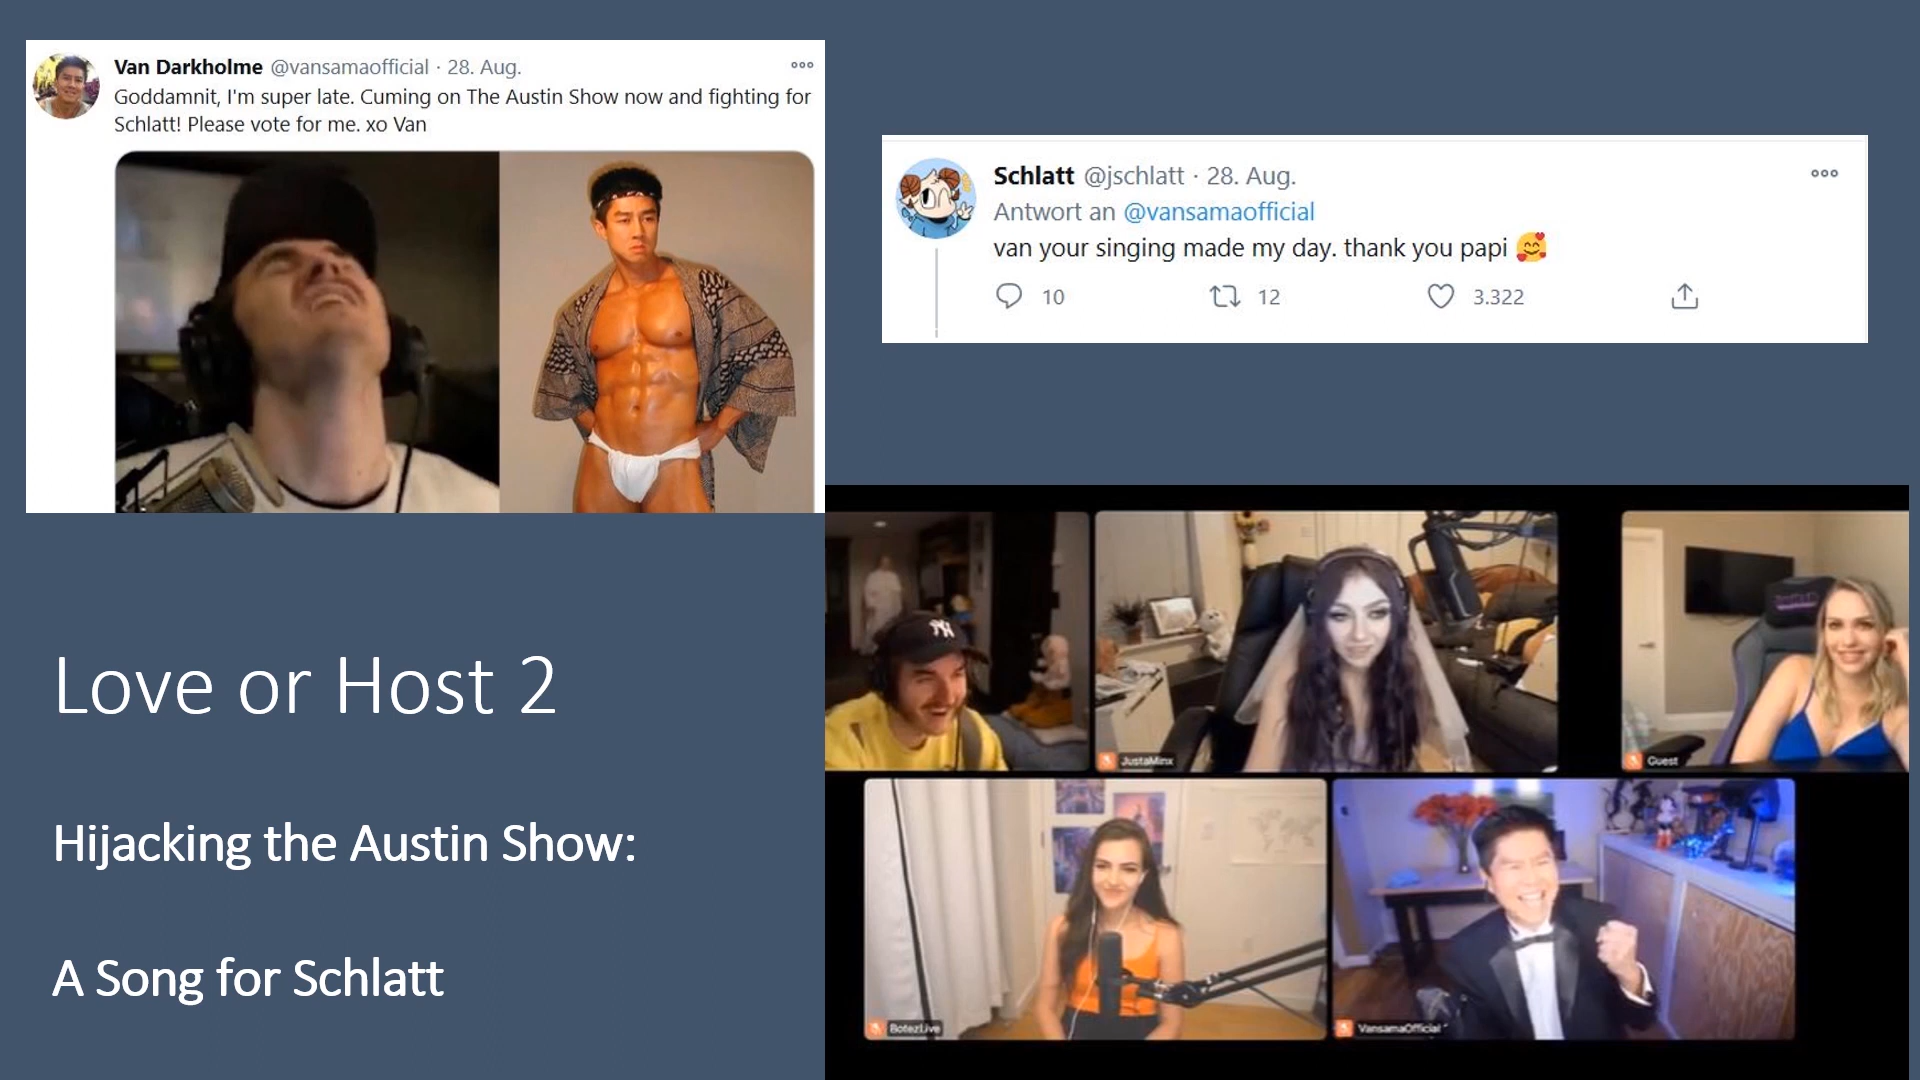 Van Darkholme @vansamaofficial · 28. Aug.
Goddamnit, I'm super late. Cuming on The Austin Show now and fighting for
Schlatt! Please vote for me. xo Van
Schlatt @jschlatt · 28. Aug.
Antwort an @vansamaofficial
van your singing made my day. thank you papi 🥰
10 12 3.322
NY
JustaMinx
Guest
BotezLive
VansamaOfficial
Love or Host 2
Hijacking the Austin Show:
A Song for Schlatt